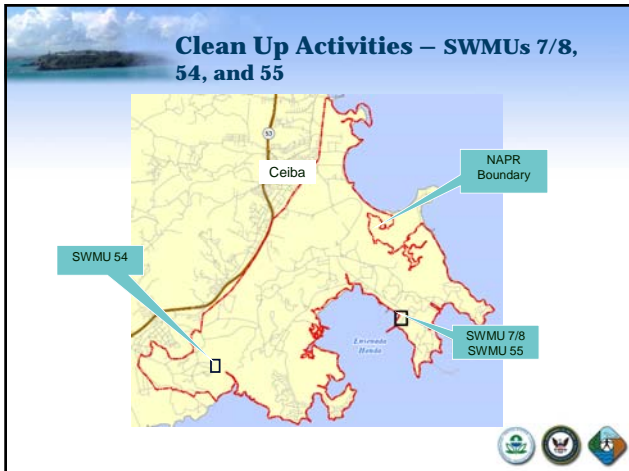 Clean Up Activities – SWMUs 7/8,
54, and 55
53
Ceiba
NAPR
Boundary
SWMU 54
Ensenada
Honda
SWMU 7/8
SWMU 55